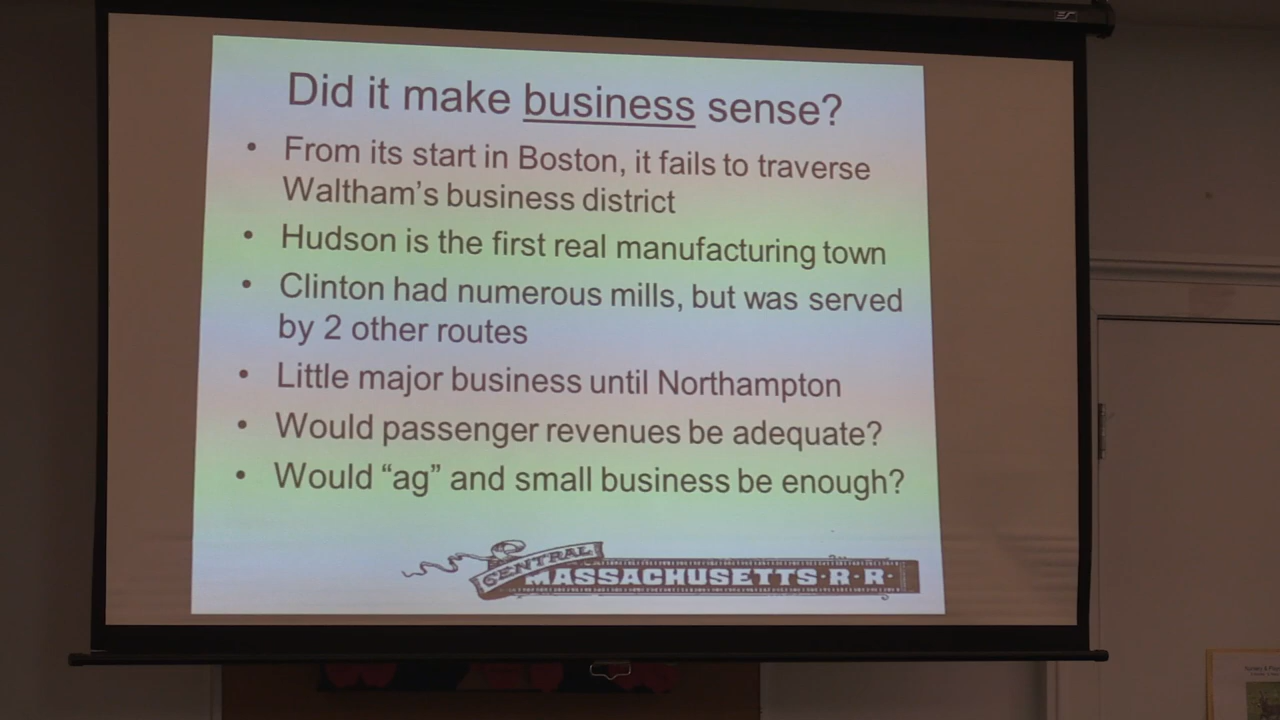 Did it make business sense?
• From its start in Boston, it fails to traverse
Waltham's business district
• Hudson is the first real manufacturing town
• Clinton had numerous mills, but was served
by 2 other routes
• Little major business until Northampton
• Would passenger revenues be adequate?
• Would “ag” and small business be enough?
CENTRAL
MASSACHUSETTS·R·R·